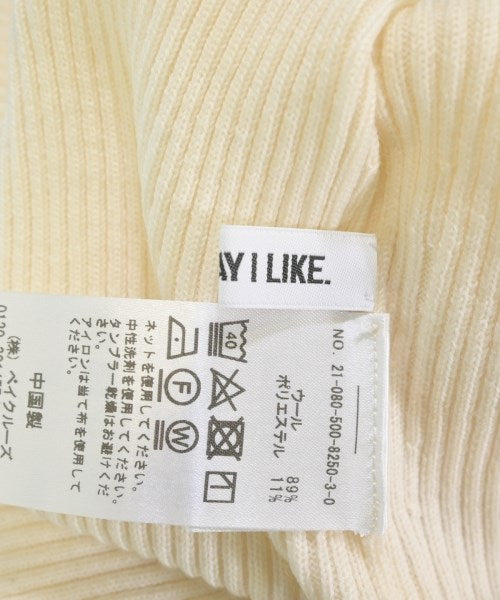 AY I LIKE.
NO. 21-080-500-8250-3-0
ウール 89%
ポリエステル 11%
40
F
W
ネットを使用してください。
中性洗剤を使用してください。
タンブラー乾燥はお避けください。
アイロンは当て布を使用してください。
中国製
(株)ベイクルーズ